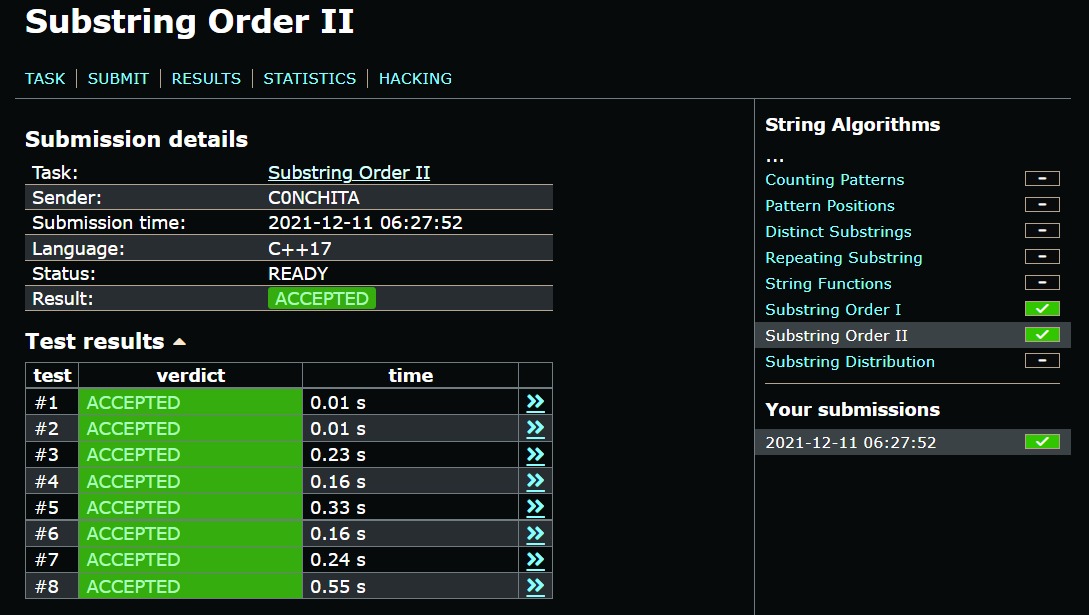 Substring Order II
TASK | SUBMIT | RESULTS | STATISTICS | HACKING
Submission details
Task: Substring Order II
Sender: C0NCHITA
Submission time: 2021-12-11 06:27:52
Language: C++17
Status: READY
Result: ACCEPTED
Test results
test verdict time
#1 ACCEPTED 0.01 s »
#2 ACCEPTED 0.01 s »
#3 ACCEPTED 0.23 s »
#4 ACCEPTED 0.16 s »
#5 ACCEPTED 0.33 s »
#6 ACCEPTED 0.16 s »
#7 ACCEPTED 0.24 s »
#8 ACCEPTED 0.55 s »
String Algorithms
...
Counting Patterns -
Pattern Positions -
Distinct Substrings -
Repeating Substring -
String Functions -
Substring Order I ✓
Substring Order II ✓
Substring Distribution -
Your submissions
2021-12-11 06:27:52 ✓